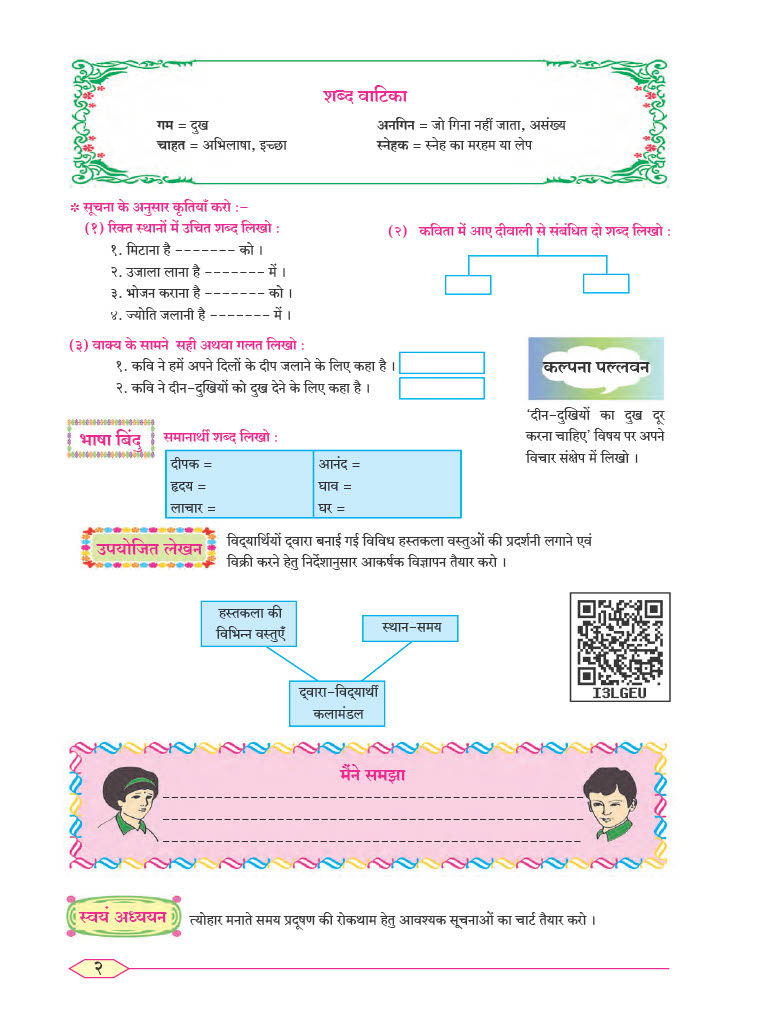 शब्द वाटिका
गम = दुख
अनगिन = जो गिना नहीं जाता, असंख्य
चाहत = अभिलाषा, इच्छा
स्नेहक = स्नेह का मरहम या लेप
* सूचना के अनुसार कृतियाँ करो :-
(१) रिक्त स्थानों में उचित शब्द लिखो :
१. मिटाना है ------- को ।
२. उजाला लाना है ------- में ।
३. भोजन कराना है ------- को ।
४. ज्योति जलानी है ------- में ।
(२) कविता में आए दीवाली से संबंधित दो शब्द लिखो :
(३) वाक्य के सामने सही अथवा गलत लिखो :
१. कवि ने हमें अपने दिलों के दीप जलाने के लिए कहा है ।
२. कवि ने दीन-दुखियों को दुख देने के लिए कहा है ।
कल्पना पल्लवन
‘दीन-दुखियों का दुख दूर
करना चाहिए’ विषय पर अपने
विचार संक्षेप में लिखो ।
भाषा बिंदु
समानार्थी शब्द लिखो :
दीपक =
आनंद =
हृदय =
घाव =
लाचार =
घर =
उपयोजित लेखन
विद्यार्थियों द्वारा बनाई गई विविध हस्तकला वस्तुओं की प्रदर्शनी लगाने एवं
विक्री करने हेतु निर्देशानुसार आकर्षक विज्ञापन तैयार करो ।
हस्तकला की
विभिन्न वस्तुएँ
स्थान-समय
द्वारा-विद्यार्थी
कलामंडल
I3LGEU
मैंने समझा
स्वयं अध्ययन
त्योहार मनाते समय प्रदूषण की रोकथाम हेतु आवश्यक सूचनाओं का चार्ट तैयार करो ।
२